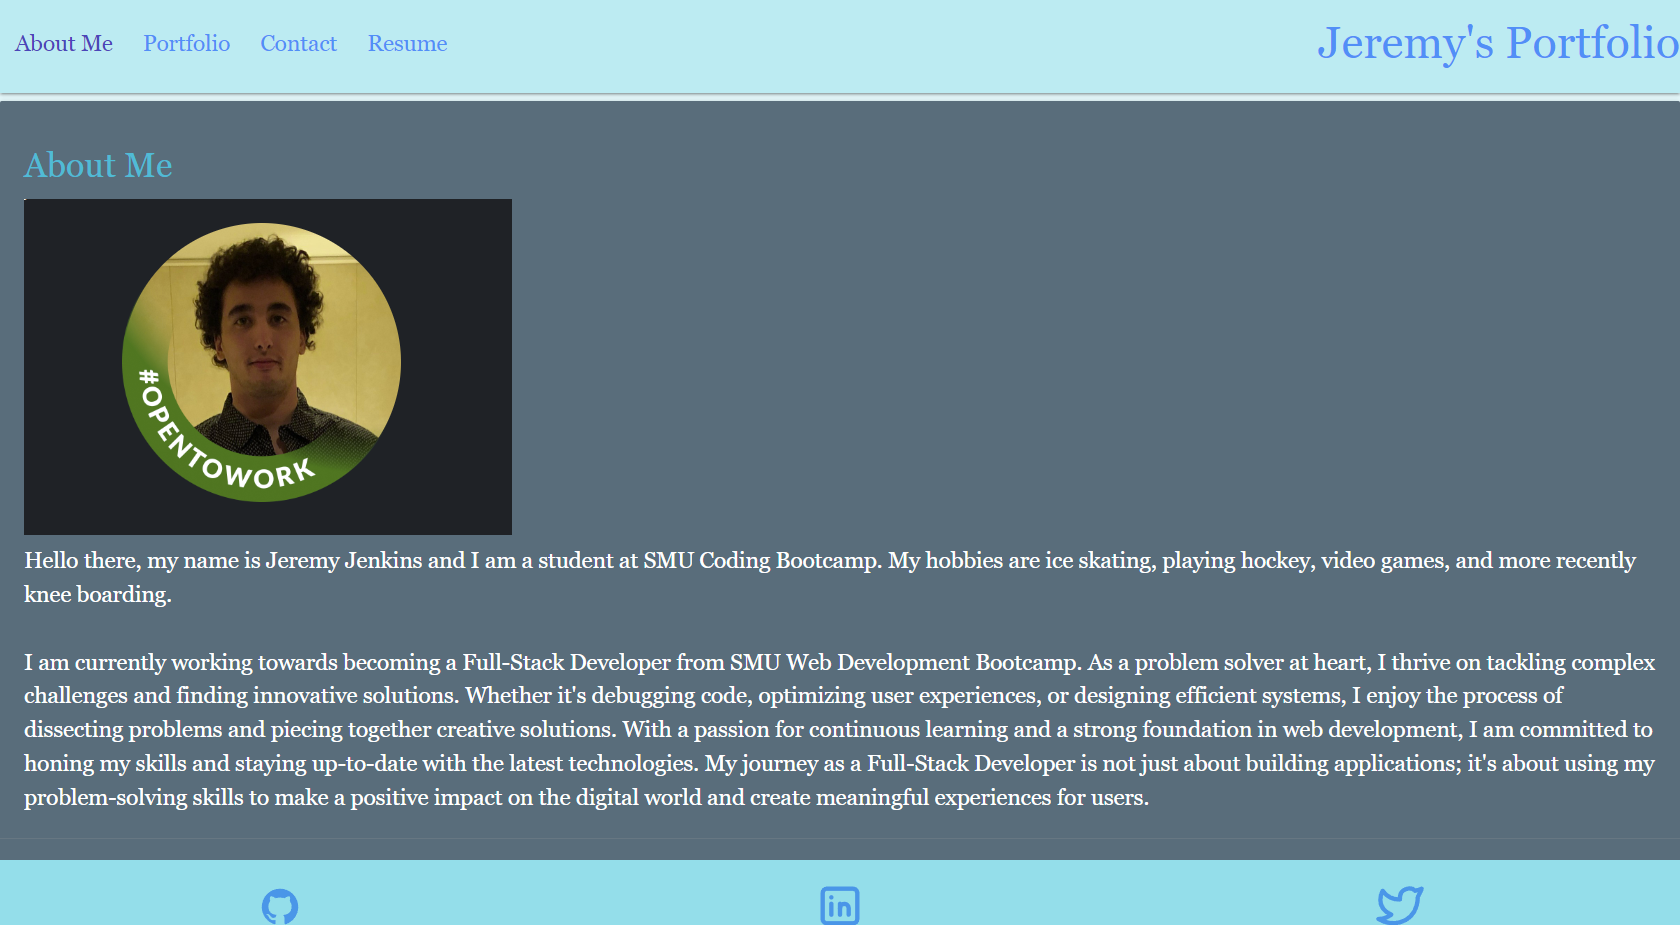 About Me Portfolio Contact Resume Jeremy's Portfolio
About Me
#OPENTOWORK
Hello there, my name is Jeremy Jenkins and I am a student at SMU Coding Bootcamp. My hobbies are ice skating, playing hockey, video games, and more recently
knee boarding.
I am currently working towards becoming a Full-Stack Developer from SMU Web Development Bootcamp. As a problem solver at heart, I thrive on tackling complex
challenges and finding innovative solutions. Whether it's debugging code, optimizing user experiences, or designing efficient systems, I enjoy the process of
dissecting problems and piecing together creative solutions. With a passion for continuous learning and a strong foundation in web development, I am committed to
honing my skills and staying up-to-date with the latest technologies. My journey as a Full-Stack Developer is not just about building applications; it's about using my
problem-solving skills to make a positive impact on the digital world and create meaningful experiences for users.
in